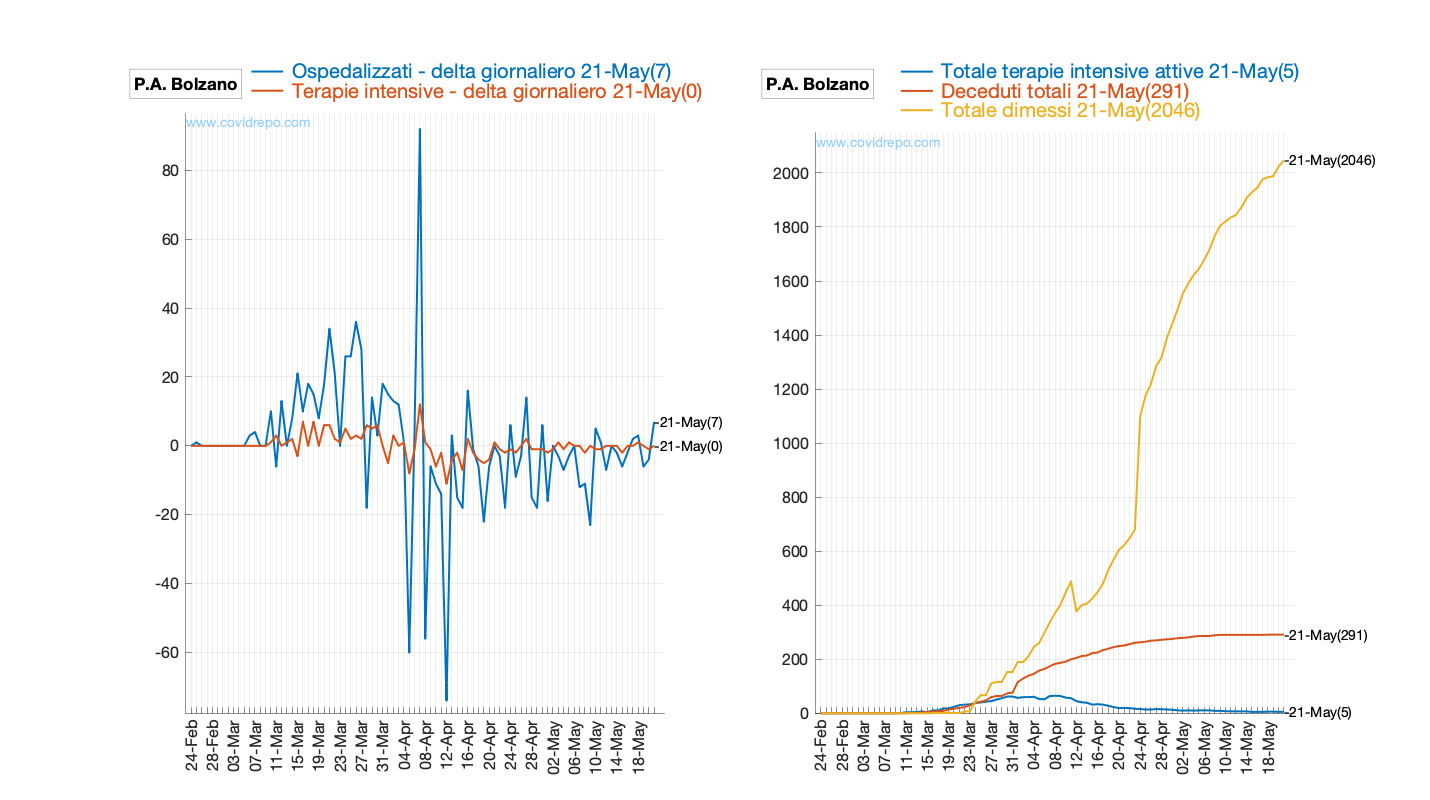 P.A. Bolzano
Ospedalizzati - delta giornaliero 21-May(7)
Terapie intensive - delta giornaliero 21-May(0)
www.covidrepo.com
80
60
40
20
0
-20
-40
-60
-21-May(7)
-21-May(0)
24-Feb
28-Feb
03-Mar
07-Mar
11-Mar
15-Mar
19-Mar
23-Mar
27-Mar
31-Mar
04-Apr
08-Apr
12-Apr
16-Apr
20-Apr
24-Apr
28-Apr
02-May
06-May
10-May
14-May
18-May
P.A. Bolzano
Totale terapie intensive attive 21-May(5)
Deceduti totali 21-May(291)
Totale dimessi 21-May(2046)
www.covidrepo.com
2000
1800
1600
1400
1200
1000
800
600
400
200
0
-21-May(2046)
-21-May(291)
-21-May(5)
24-Feb
28-Feb
03-Mar
07-Mar
11-Mar
15-Mar
19-Mar
23-Mar
27-Mar
31-Mar
04-Apr
08-Apr
12-Apr
16-Apr
20-Apr
24-Apr
28-Apr
02-May
06-May
10-May
14-May
18-May